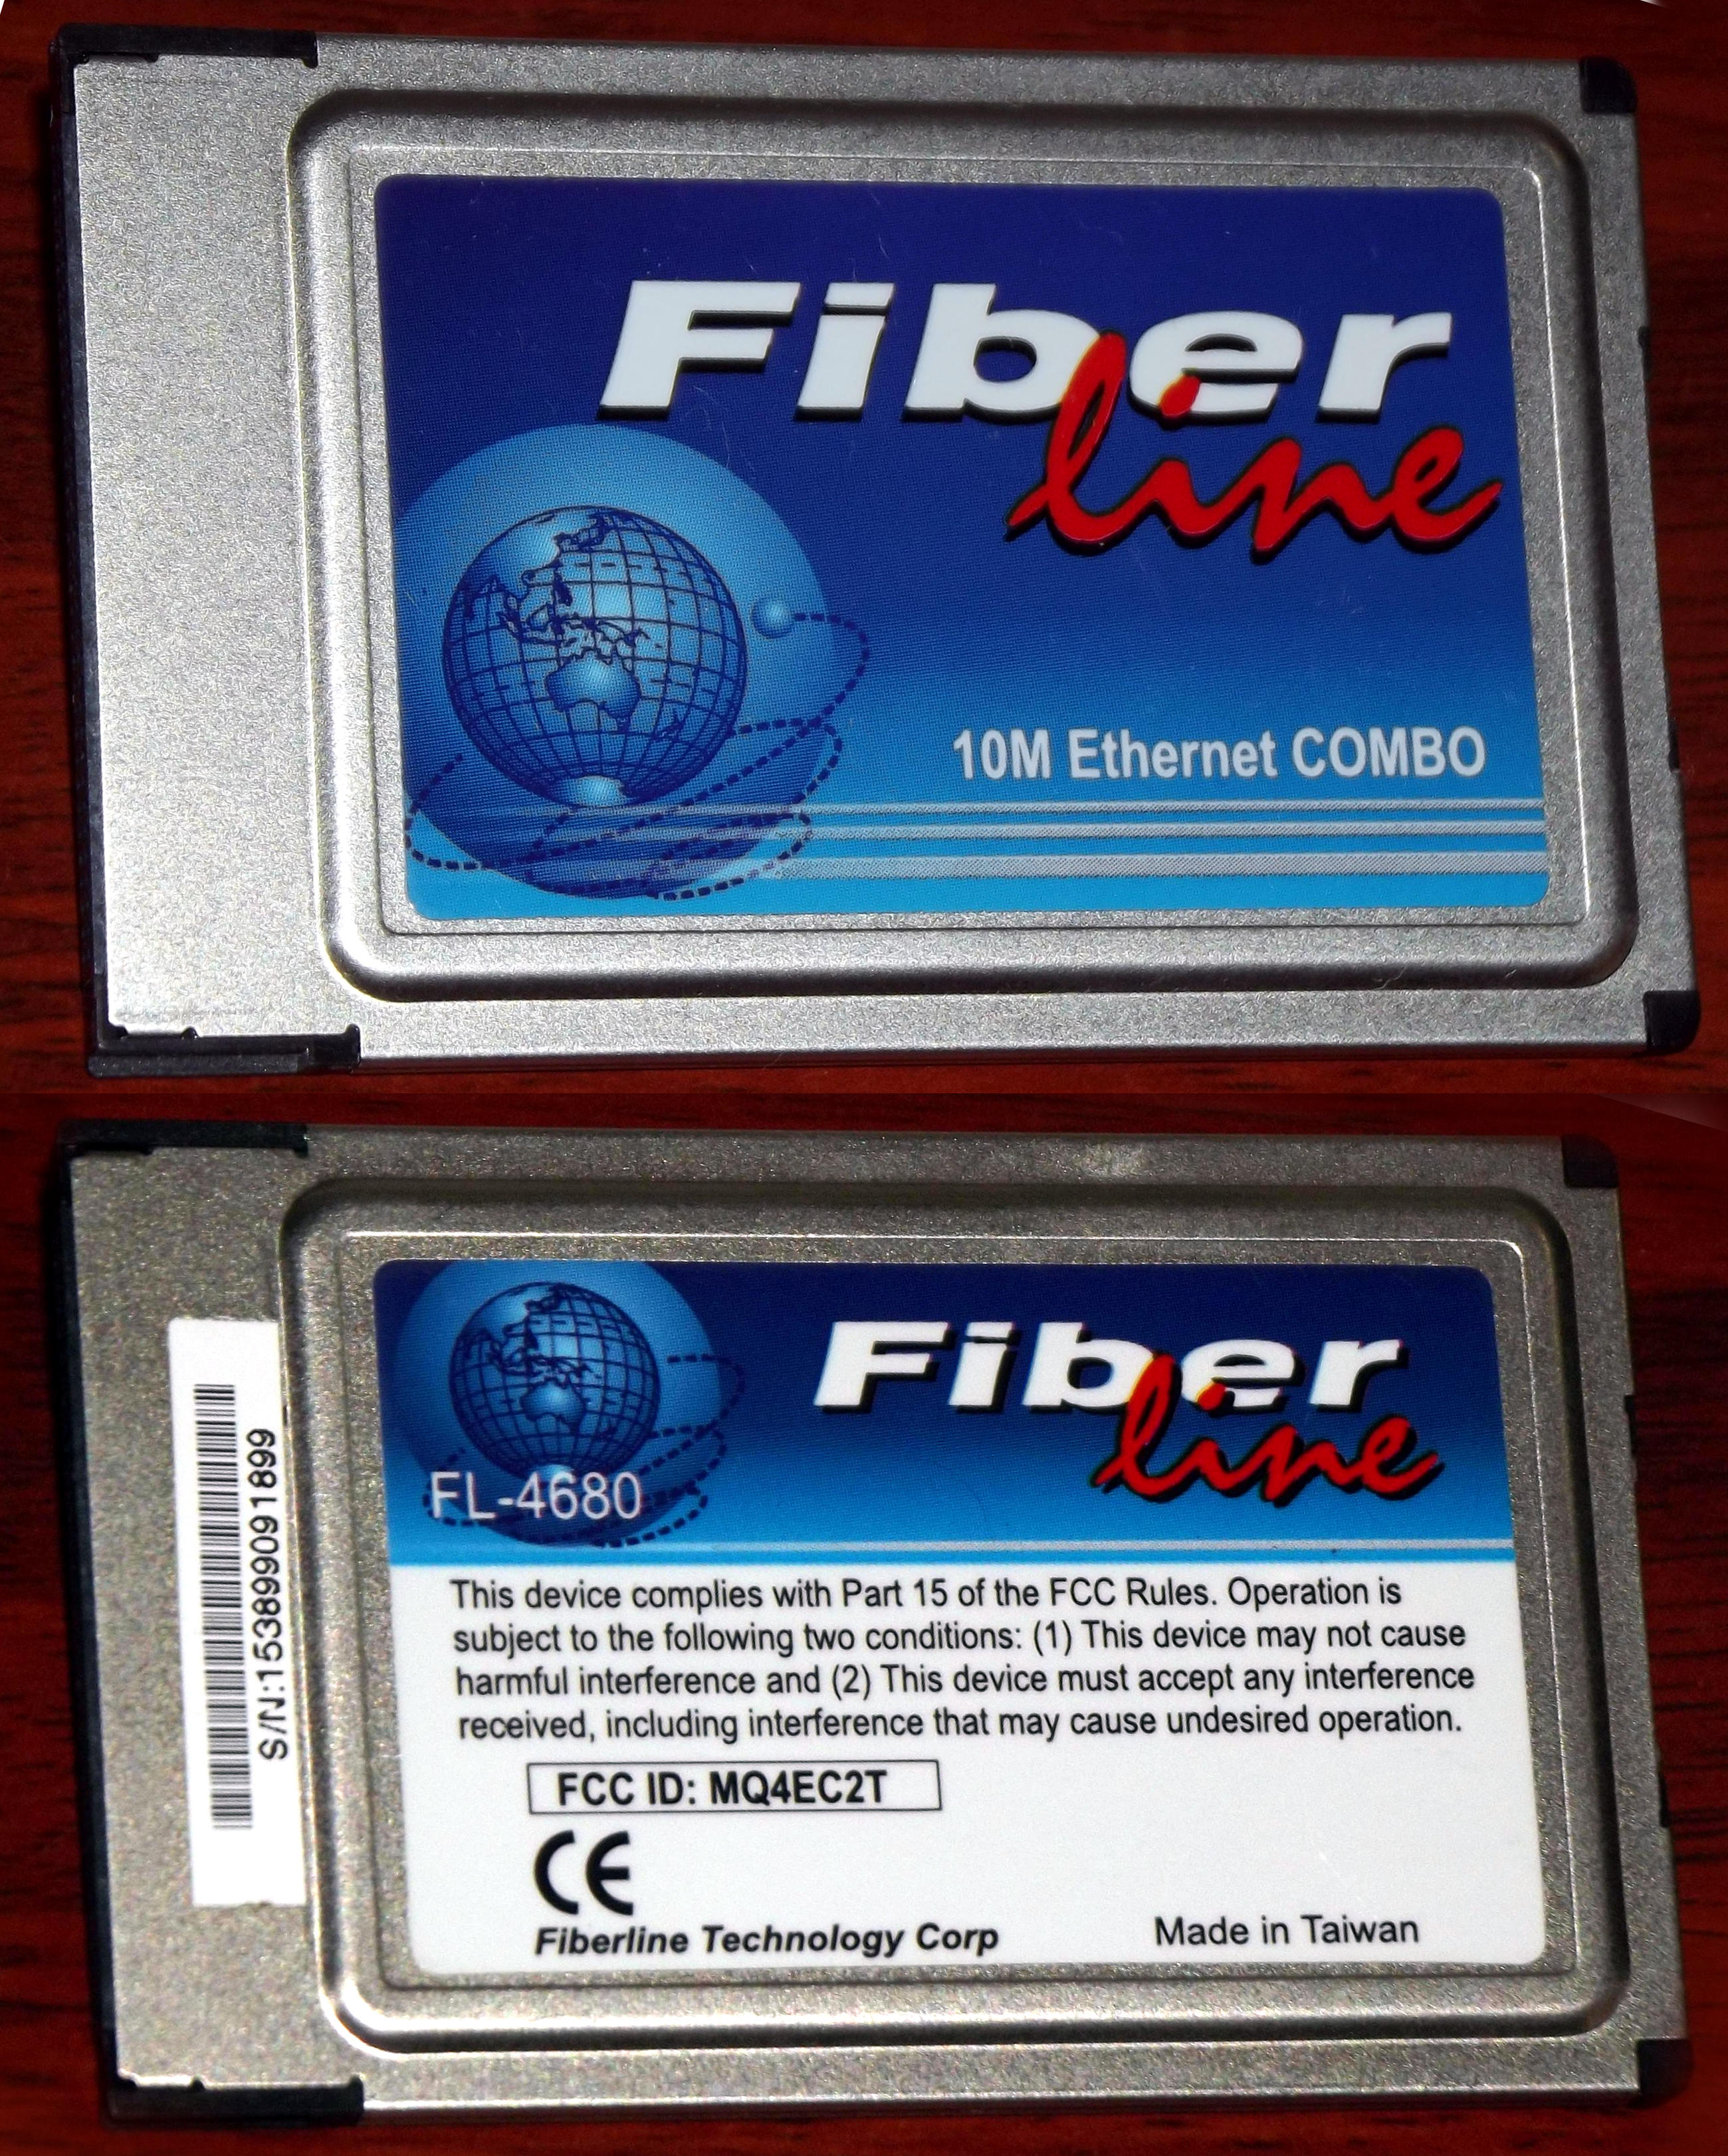 Fiber
line
10M Ethernet COMBO
Fiber
line
FL-4680
S/N:153899091899
This device complies with Part 15 of the FCC Rules. Operation is
subject to the following two conditions: (1) This device may not cause
harmful interference and (2) This device must accept any interference
received, including interference that may cause undesired operation.
FCC ID: MQ4EC2T
CE
Fiberline Technology Corp
Made in Taiwan